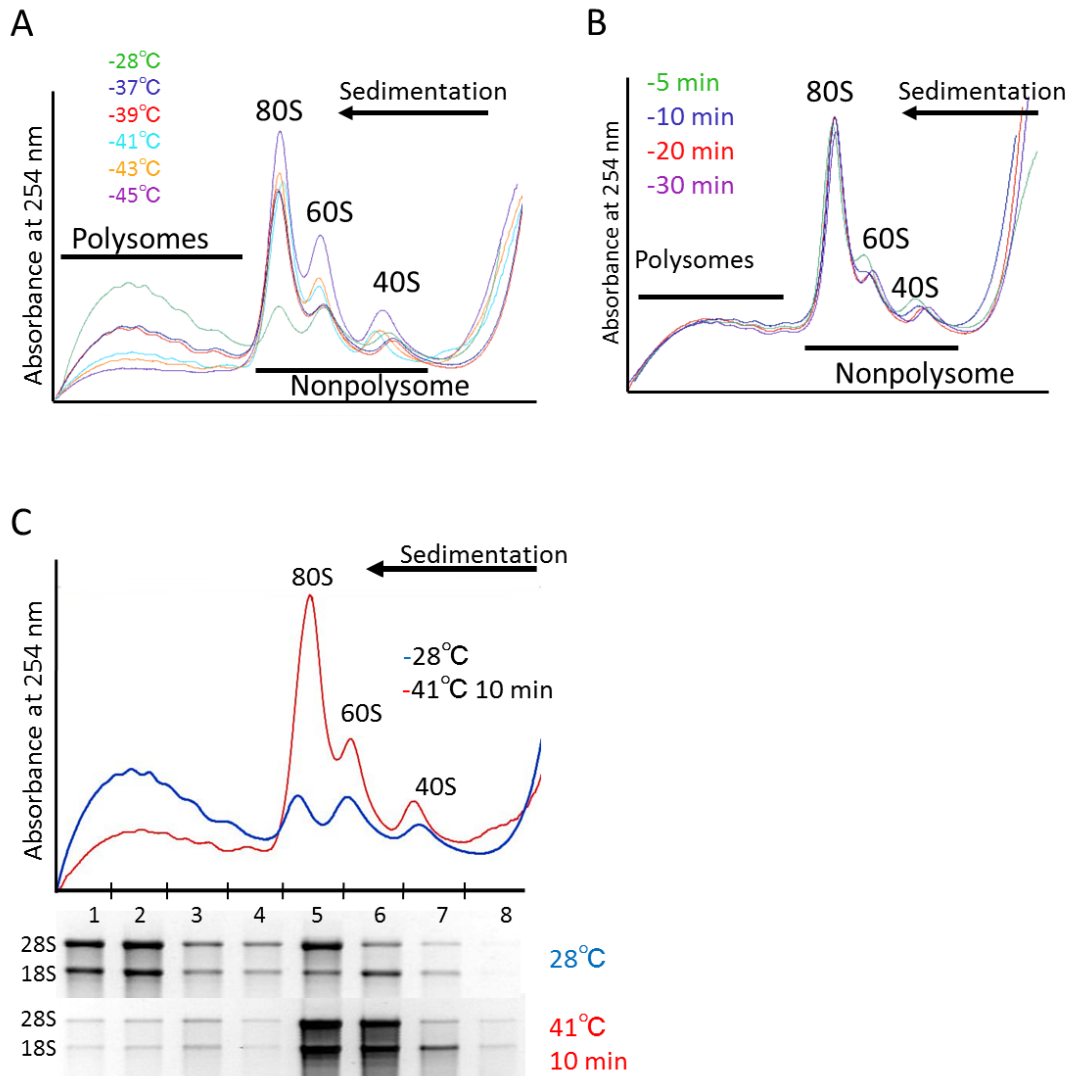 A
-28℃
-37℃
-39℃
-41℃
-43℃
-45℃
Sedimentation
80S
60S
40S
Polysomes
Nonpolysome
Absorbance at 254 nm
B
-5 min
-10 min
-20 min
-30 min
80S
Sedimentation
60S
40S
Polysomes
Nonpolysome
Absorbance at 254 nm
C
Sedimentation
80S
-28℃
-41℃ 10 min
60S
40S
Absorbance at 254 nm
1 2 3 4 5 6 7 8
28S
18S
28℃
28S
18S
41℃
10 min